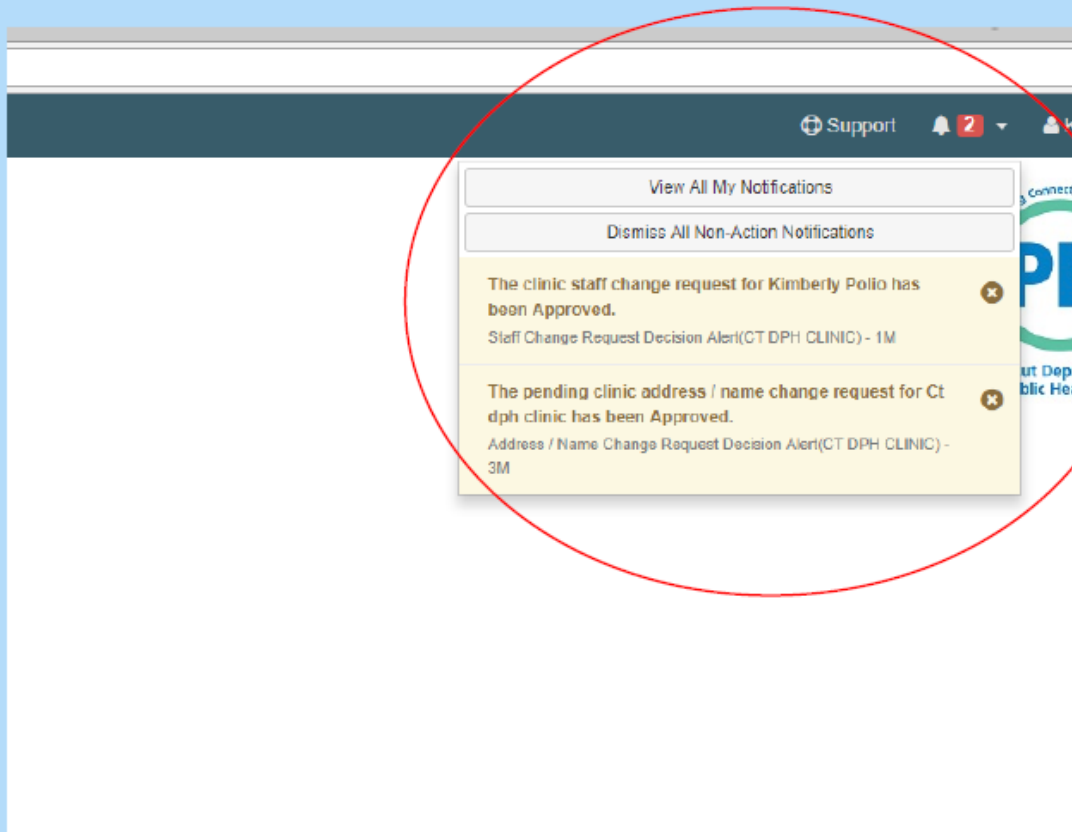 Support 2
View All My Notifications
Dismiss All Non-Action Notifications
The clinic staff change request for Kimberly Polio has
been Approved.
Staff Change Request Decision Alert(CT DPH CLINIC) - 1M
The pending clinic address / name change request for Ct
dph clinic has been Approved.
Address / Name Change Request Decision Alert(CT DPH CLINIC) -
3M